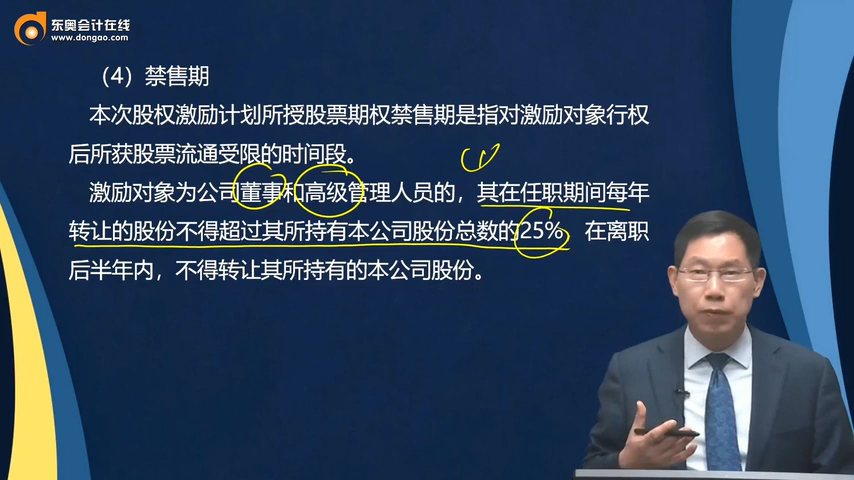 东奥会计在线
www.dongao.com
（4）禁售期
本次股权激励计划所授股票期权禁售期是指对激励对象行权
后所获股票流通受限的时间段。
(1)
激励对象为公司董事和高级管理人员的，其在任职期间每年
转让的股份不得超过其所持有本公司股份总数的25% 在离职
后半年内，不得转让其所持有的本公司股份。